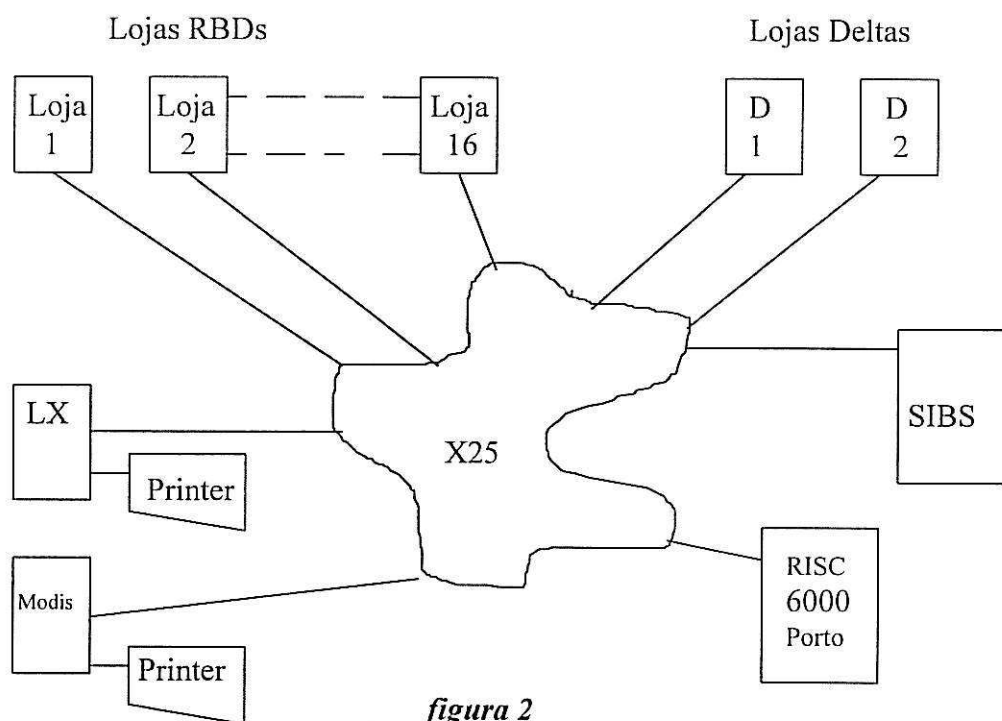 Lojas RBDs
Lojas Deltas
Loja
1
Loja
2
Loja
16
D
1
D
2
LX
Printer
X25
SIBS
Modis
Printer
RISC
6000
Porto
figura 2